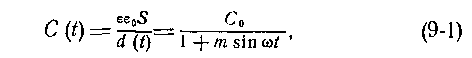 C (t) = εε₀S / d (t) = C₀ / 1 + m sin ωt , (9-1)